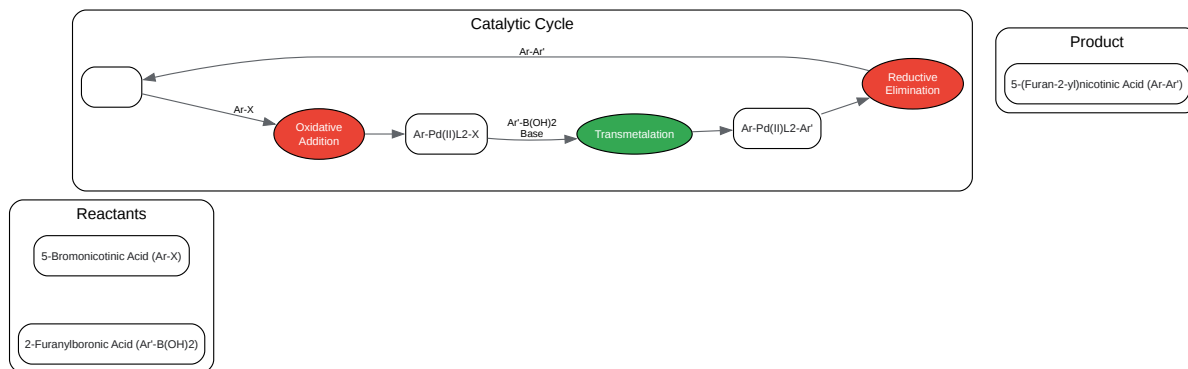 Catalytic Cycle
Ar-Ar'
Ar-X
Oxidative
Addition
Ar-Pd(II)L2-X
Ar'-B(OH)2
Base
Transmetalation
Ar-Pd(II)L2-Ar'
Reductive
Elimination
Product
5-(Furan-2-yl)nicotinic Acid (Ar-Ar')
Reactants
5-Bromonicotinic Acid (Ar-X)
2-Furanylboronic Acid (Ar'-B(OH)2)